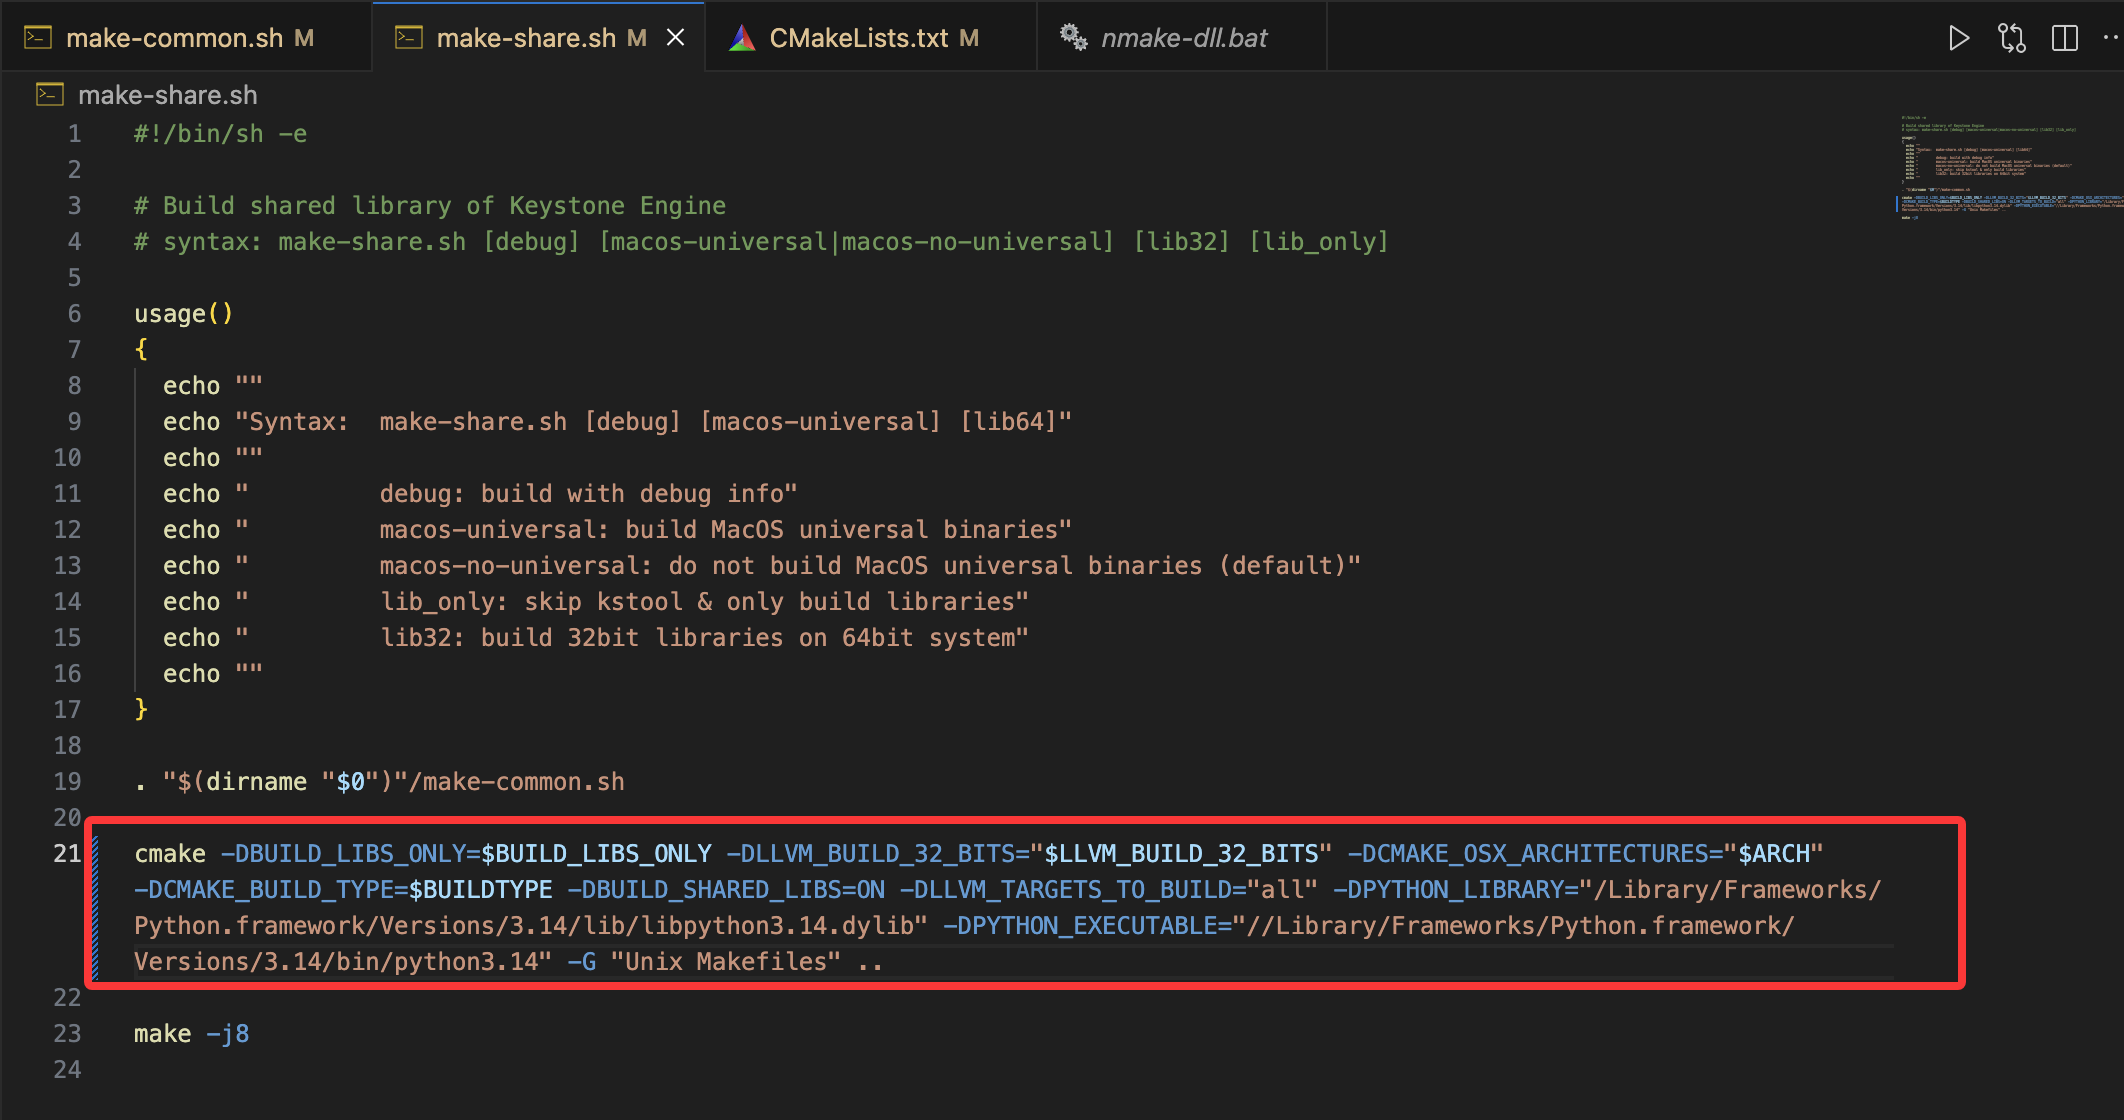 make-common.sh M
make-share.sh M
CMakeLists.txt M
nmake-dll.bat
make-share.sh
1 #!/bin/sh -e
2
3 # Build shared library of Keystone Engine
4 # syntax: make-share.sh [debug] [macos-universal|macos-no-universal] [lib32] [lib_only]
5
6 usage()
7 {
8   echo ""
9   echo "Syntax:  make-share.sh [debug] [macos-universal] [lib64]"
10   echo ""
11   echo "         debug: build with debug info"
12   echo "         macos-universal: build MacOS universal binaries"
13   echo "         macos-no-universal: do not build MacOS universal binaries (default)"
14   echo "         lib_only: skip kstool & only build libraries"
15   echo "         lib32: build 32bit libraries on 64bit system"
16   echo ""
17 }
18
19 . "$(dirname "$0")"/make-common.sh
20
21 cmake -DBUILD_LIBS_ONLY=$BUILD_LIBS_ONLY -DLLVM_BUILD_32_BITS="$LLVM_BUILD_32_BITS" -DCMAKE_OSX_ARCHITECTURES="$ARCH"
-DCMAKE_BUILD_TYPE=$BUILDTYPE -DBUILD_SHARED_LIBS=ON -DLLVM_TARGETS_TO_BUILD="all" -DPYTHON_LIBRARY="/Library/Frameworks/
Python.framework/Versions/3.14/lib/libpython3.14.dylib" -DPYTHON_EXECUTABLE="//Library/Frameworks/Python.framework/
Versions/3.14/bin/python3.14" -G "Unix Makefiles" ..
22
23 make -j8
24